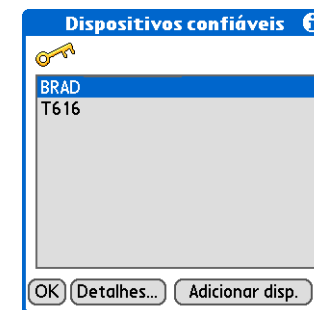 Dispositivos confiáveis
BRAD
T616
OK Detalhes... Adicionar disp.